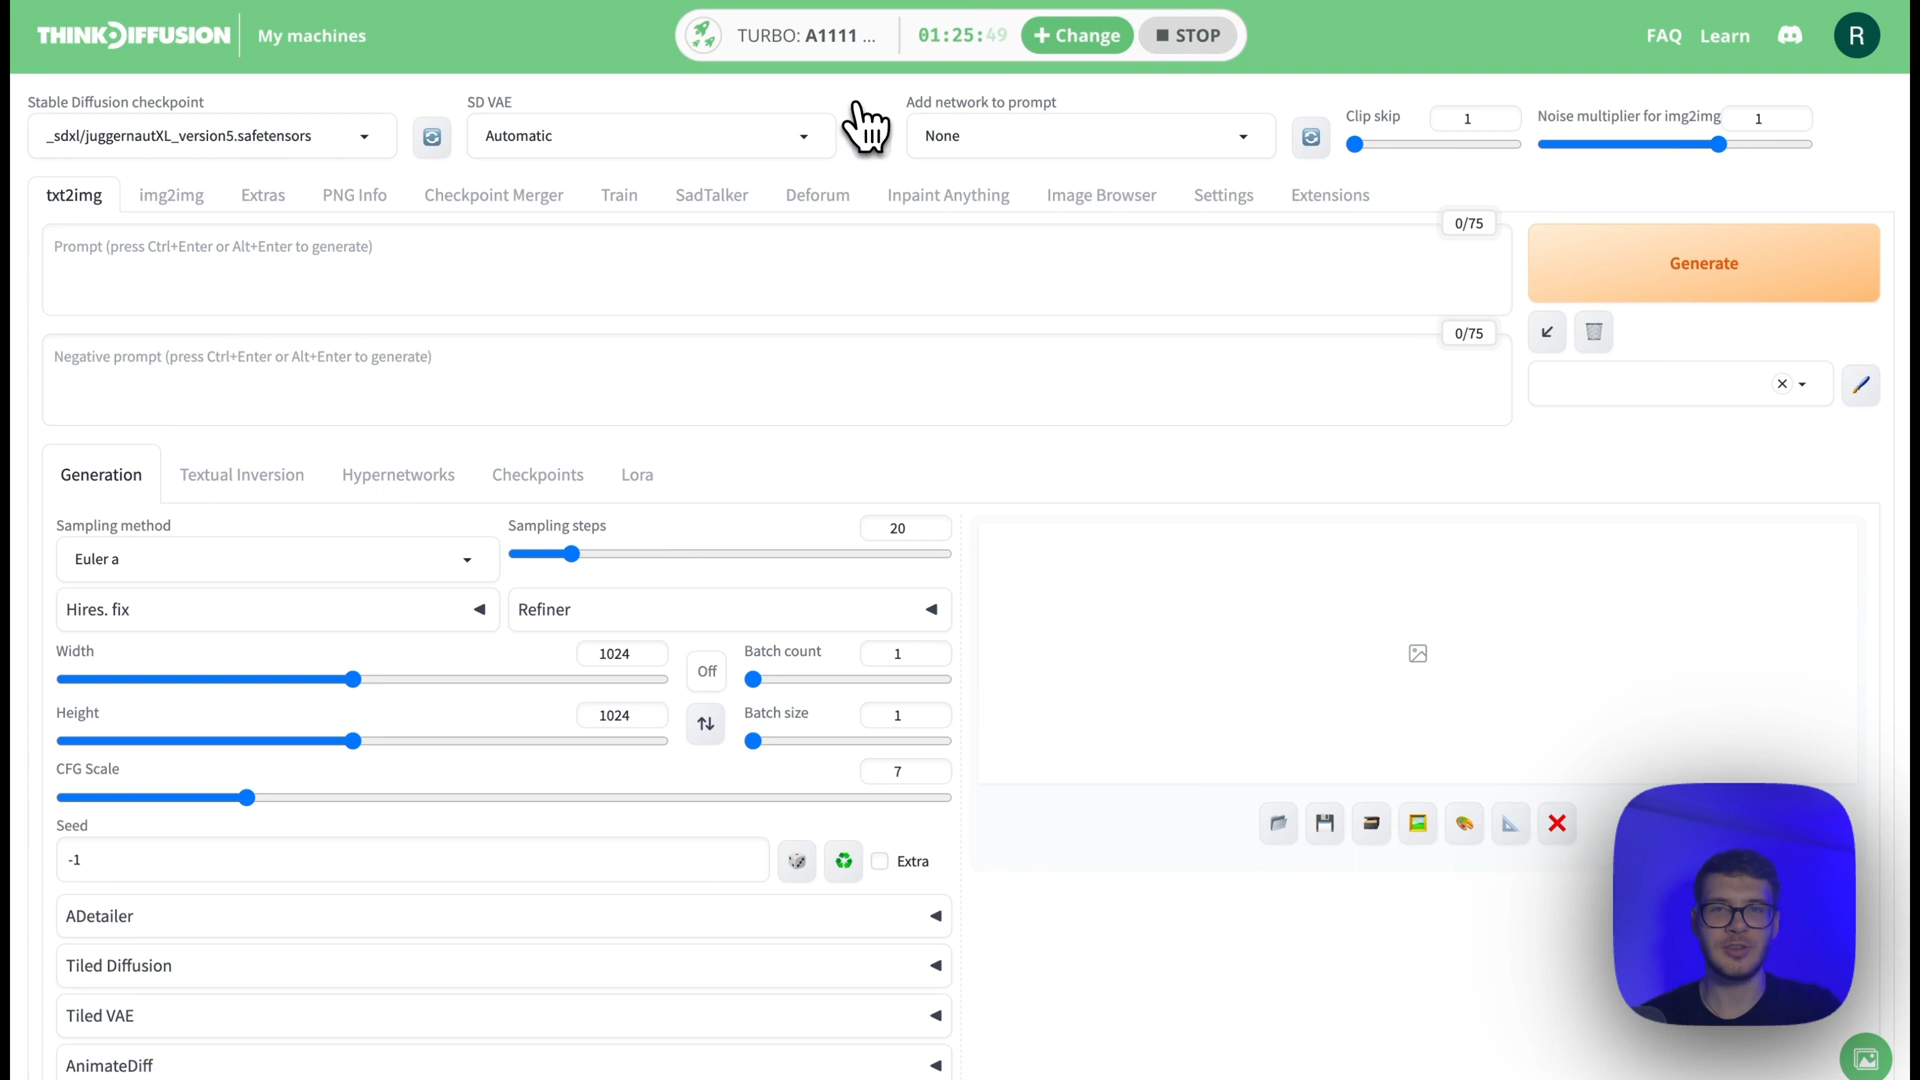 THINKDIFFUSION My machines TURBO: A1111 ... 01:25:49 + Change STOP FAQ Learn R
Stable Diffusion checkpoint SD VAE Add network to prompt Clip skip 1 Noise multiplier for img2img 1
_sdxl/juggernautXL_version5.safetensors Automatic None
txt2img img2img Extras PNG Info Checkpoint Merger Train SadTalker Deforum Inpaint Anything Image Browser Settings Extensions
0/75
Prompt (press Ctrl+Enter or Alt+Enter to generate)
Generate
0/75
Negative prompt (press Ctrl+Enter or Alt+Enter to generate)
Generation Textual Inversion Hypernetworks Checkpoints Lora
Sampling method Sampling steps 20
Euler a
Hires. fix Refiner
Width 1024 Off Batch count 1
Height 1024 Batch size 1
CFG Scale 7
Seed
-1 Extra
ADetailer
Tiled Diffusion
Tiled VAE
AnimateDiff